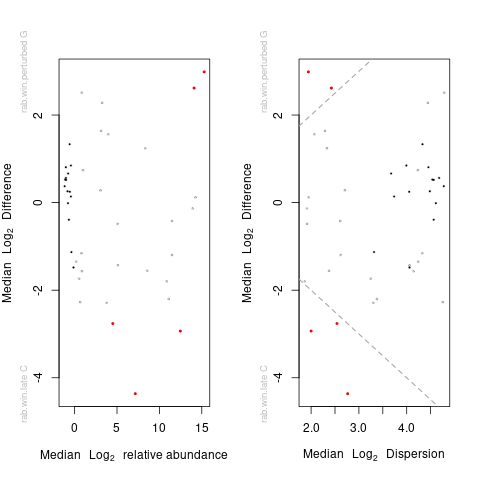 rab.win.perturbed G
rab.win.late C
Median Log2 Difference
2
0
-2
-4
0
5
10
15
Median Log2 relative abundance
rab.win.perturbed G
rab.win.late C
Median Log2 Difference
2
0
-2
-4
2.0
3.0
4.0
Median Log2 Dispersion